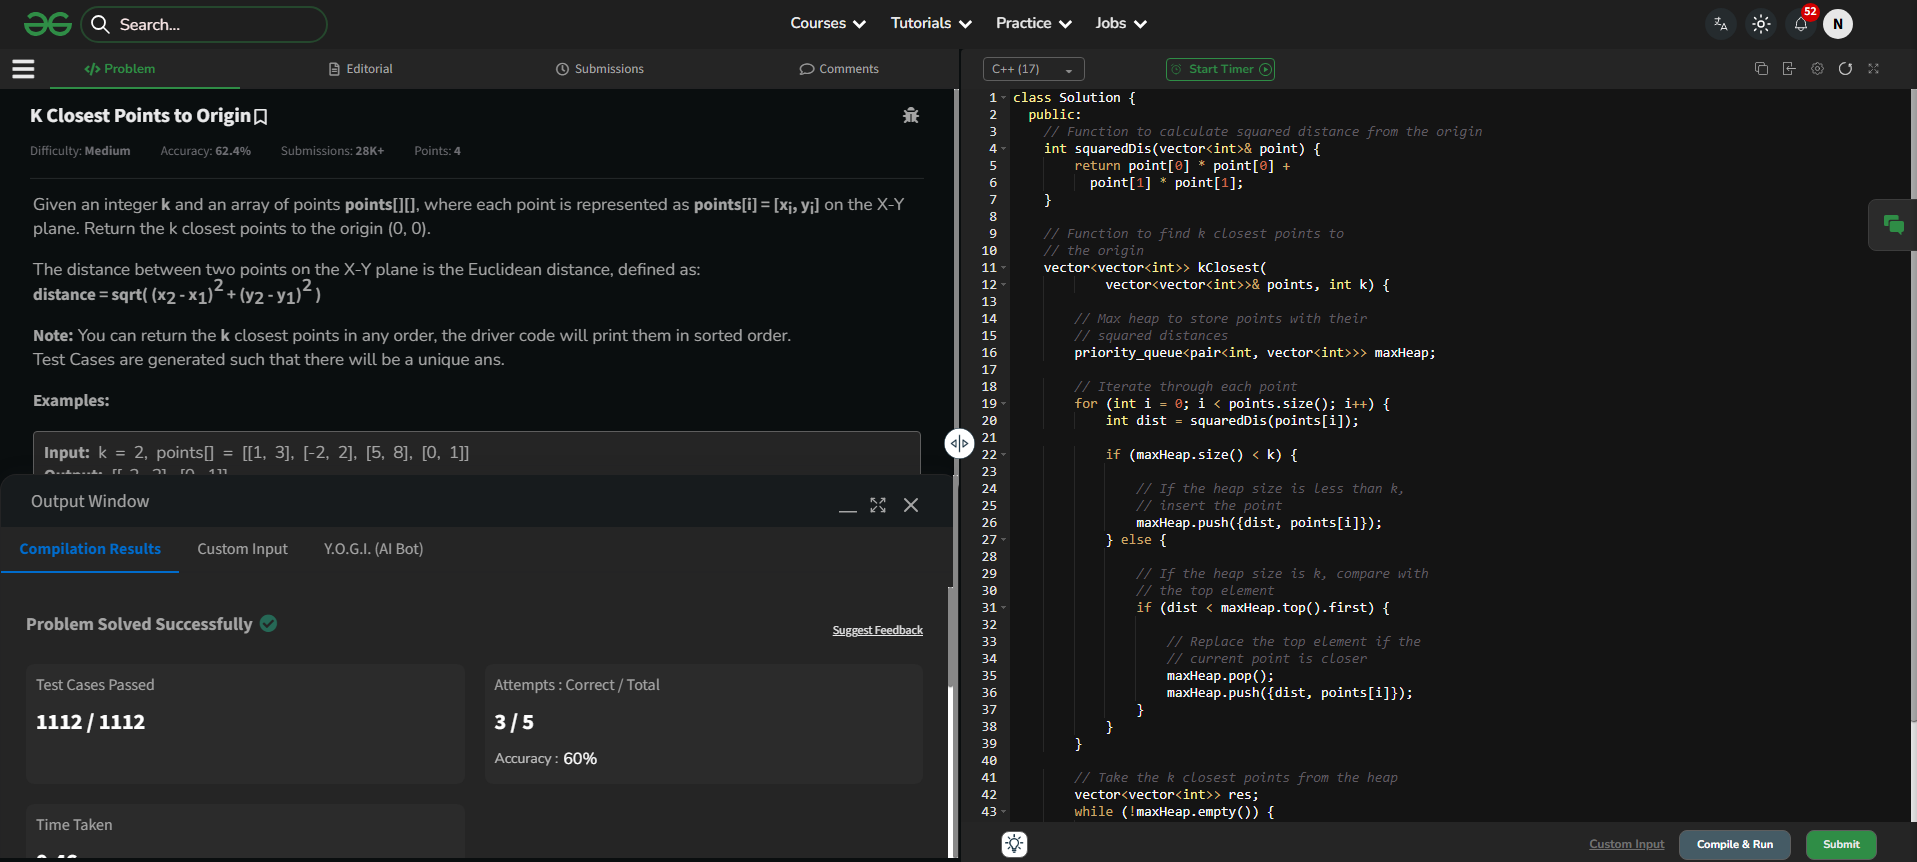 Search...
Courses
Tutorials
Practice
Jobs
52
N
Problem
Editorial
Submissions
Comments
C++ (17)
Start Timer
K Closest Points to Origin
Difficulty: Medium Accuracy: 62.4% Submissions: 28K+ Points: 4
Given an integer k and an array of points points[][], where each point is represented as points[i] = [xi, yi] on the X-Y
plane. Return the k closest points to the origin (0, 0).
The distance between two points on the X-Y plane is the Euclidean distance, defined as:
distance = sqrt( (x2 - x1)2 + (y2 - y1)2 )
Note: You can return the k closest points in any order, the driver code will print them in sorted order.
Test Cases are generated such that there will be a unique ans.
Examples:
Input: k = 2, points[] = [[1, 3], [-2, 2], [5, 8], [0, 1]]
Output Window
Compilation Results
Custom Input
Y.O.G.I. (AI Bot)
Problem Solved Successfully
Suggest Feedback
Test Cases Passed
1112 / 1112
Attempts : Correct / Total
3 / 5
Accuracy : 60%
Time Taken
1 class Solution {
2 public:
3 // Function to calculate squared distance from the origin
4 int squaredDis(vector<int>& point) {
5 return point[0] * point[0] +
6 point[1] * point[1];
7 }
8
9 // Function to find k closest points to
10 // the origin
11 vector<vector<int>> kClosest(
12 vector<vector<int>>& points, int k) {
13
14 // Max heap to store points with their
15 // squared distances
16 priority_queue<pair<int, vector<int>>> maxHeap;
17
18 // Iterate through each point
19 for (int i = 0; i < points.size(); i++) {
20 int dist = squaredDis(points[i]);
21
22 if (maxHeap.size() < k) {
23
24 // If the heap size is less than k,
25 // insert the point
26 maxHeap.push({dist, points[i]});
27 } else {
28
29 // If the heap size is k, compare with
30 // the top element
31 if (dist < maxHeap.top().first) {
32
33 // Replace the top element if the
34 // current point is closer
35 maxHeap.pop();
36 maxHeap.push({dist, points[i]});
37 }
38 }
39 }
40
41 // Take the k closest points from the heap
42 vector<vector<int>> res;
43 while (!maxHeap.empty()) {
Custom Input
Compile & Run
Submit